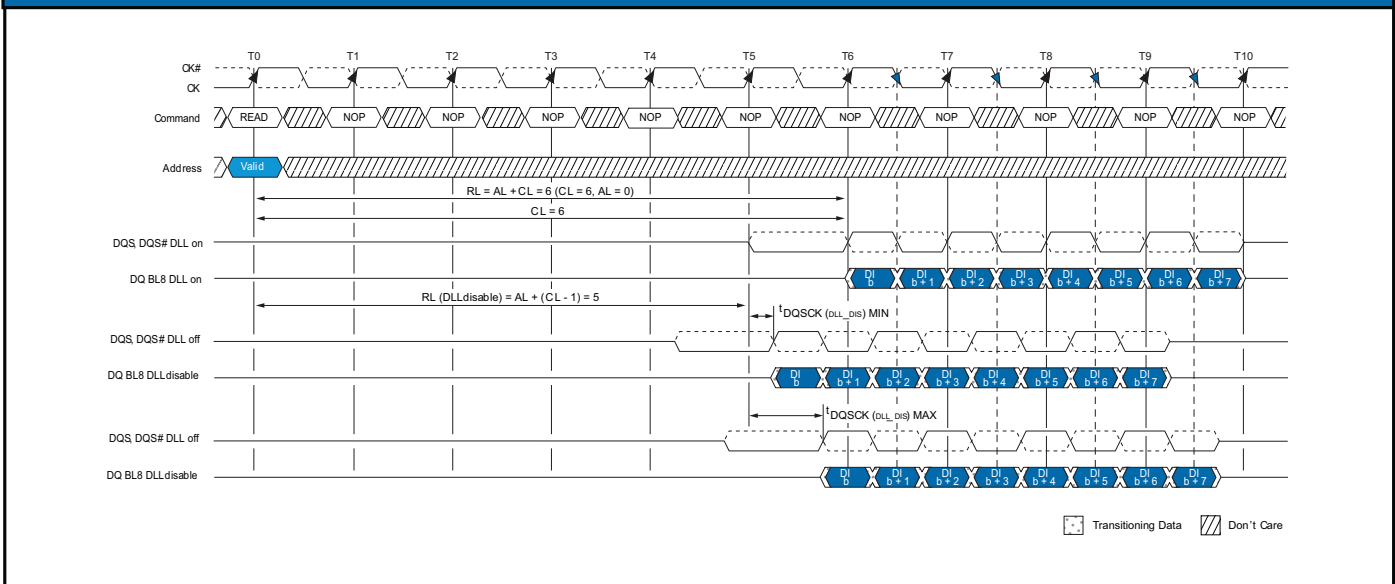 T0 T1 T2 T3 T4 T5 T6 T7 T8 T9 T10
CK#
CK
Command READ NOP NOP NOP NOP NOP NOP NOP NOP NOP NOP
Address Valid
RL = AL + CL = 6 (CL = 6, AL = 0)
CL = 6
DQS, DQS# DLL on
DQ BL8 DLL on DI b DI b + 1 DI b + 2 DI b + 3 DI b + 4 DI b + 5 DI b + 6 DI b + 7
RL (DLL disable) = AL + (CL - 1) = 5
tDQSCK (DLL_DIS) MIN
DQS, DQS# DLL off
DQ BL8 DLL disable DI b DI b + 1 DI b + 2 DI b + 3 DI b + 4 DI b + 5 DI b + 6 DI b + 7
tDQSCK (DLL_DIS) MAX
DQS, DQS# DLL off
DQ BL8 DLL disable DI b DI b + 1 DI b + 2 DI b + 3 DI b + 4 DI b + 5 DI b + 6 DI b + 7
Transitioning Data Don't Care